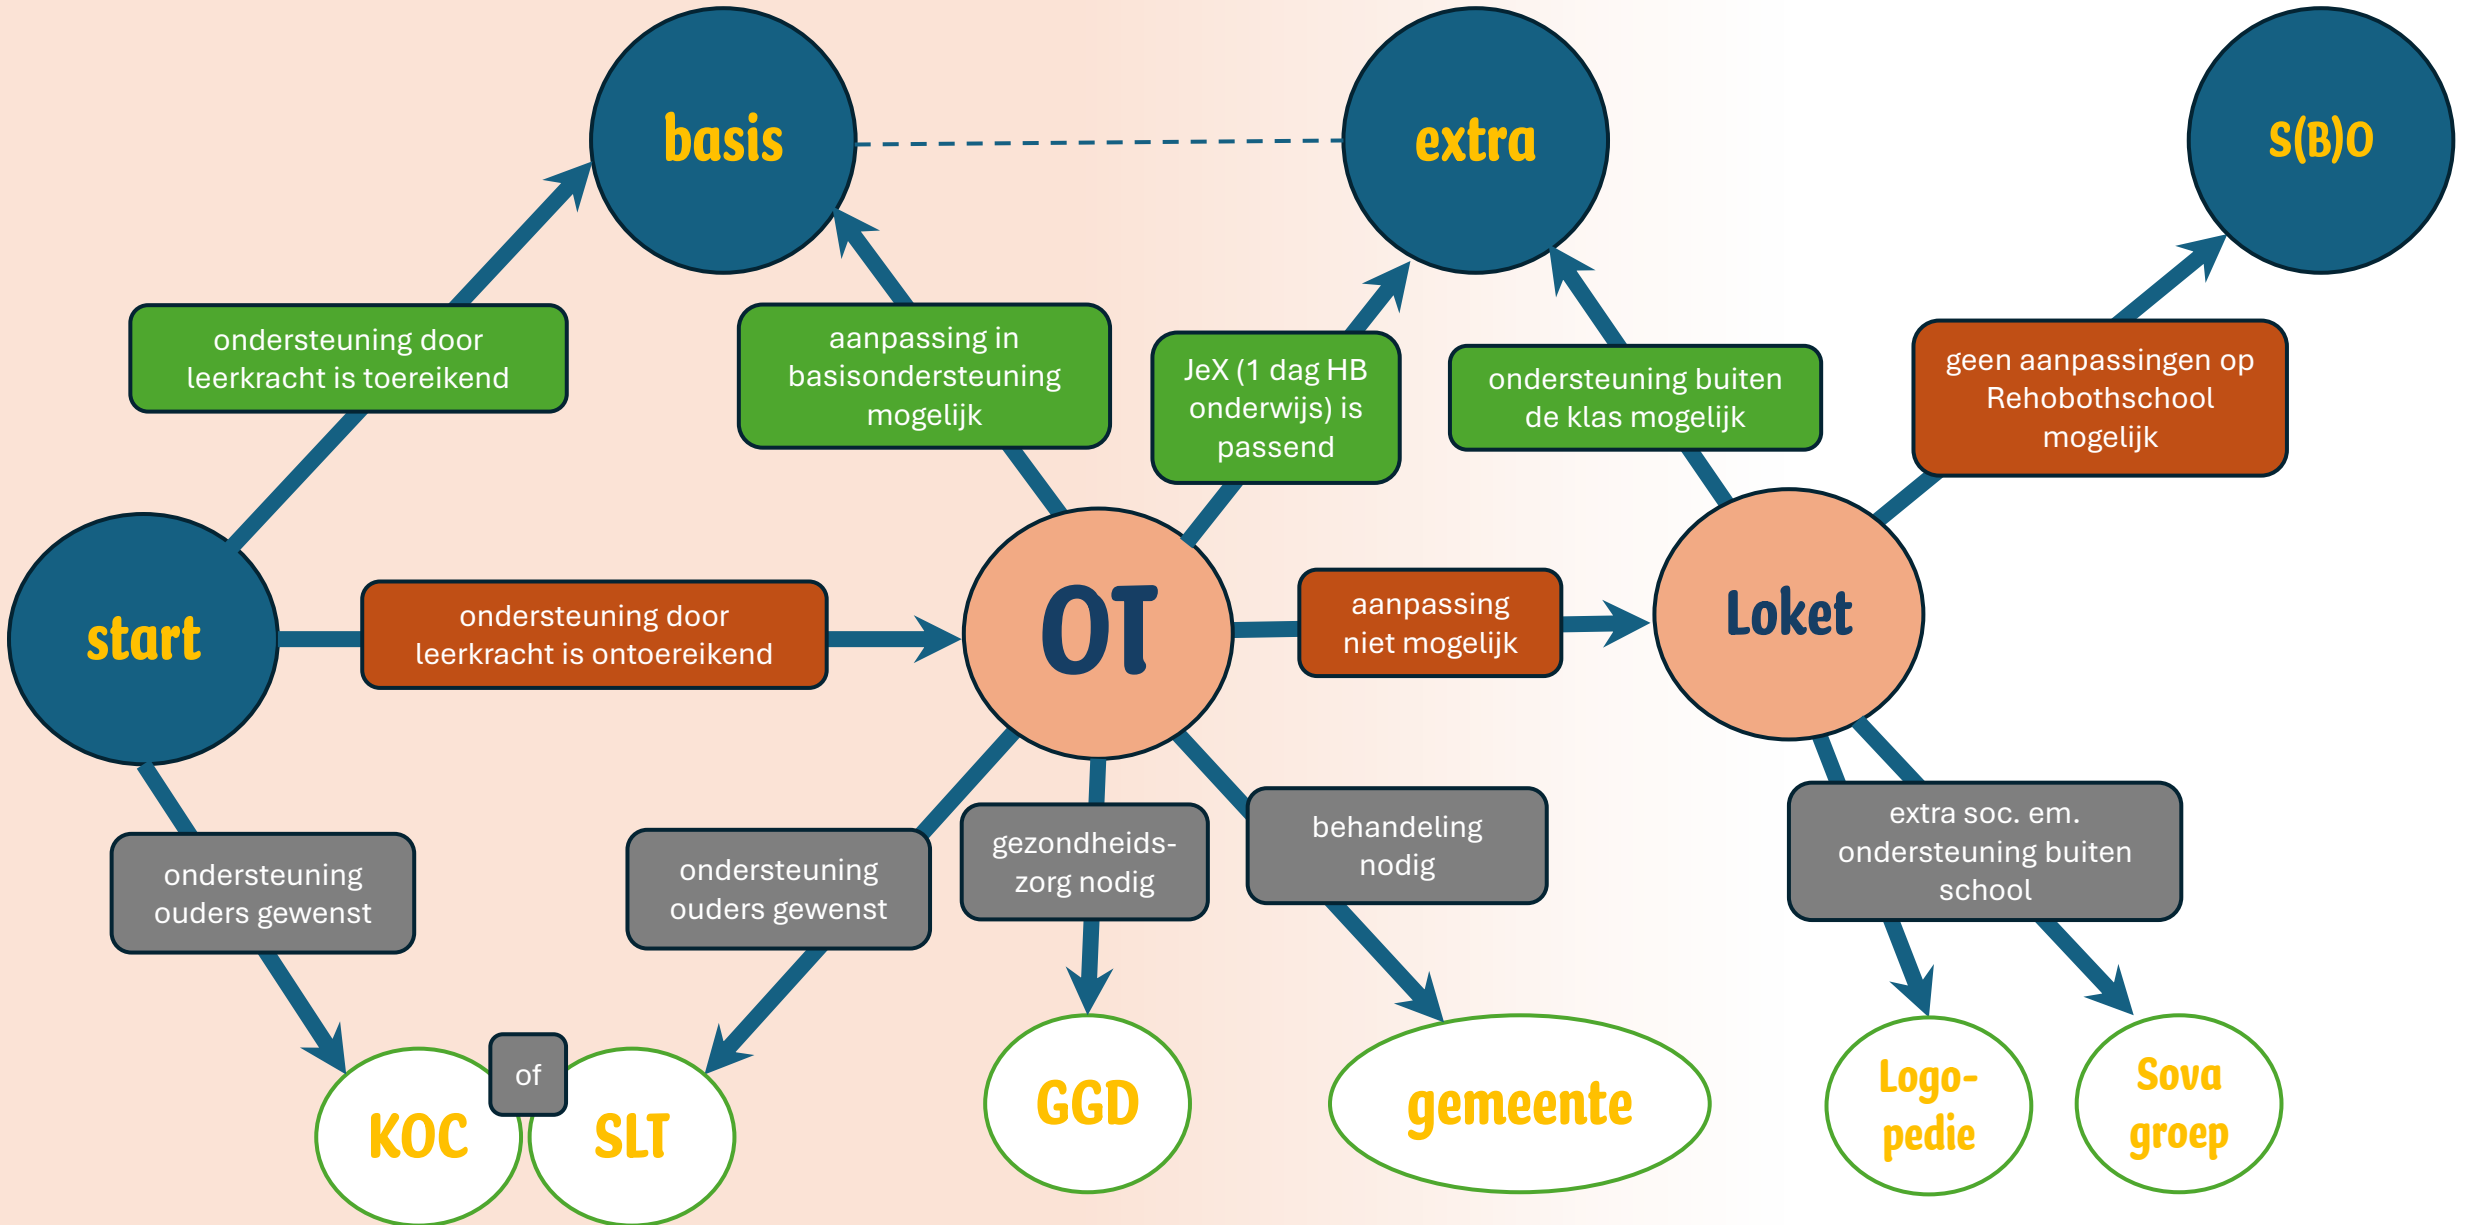 basis
extra
S(B)O
ondersteuning door
leerkracht is toereikend
aanpassing in
basisondersteuning
mogelijk
JeX (1 dag HB
onderwijs) is
passend
ondersteuning buiten
de klas mogelijk
geen aanpassingen op
Rehobothschool
mogelijk
start
ondersteuning door
leerkracht is ontoereikend
OT
aanpassing
niet mogelijk
Loket
ondersteuning
ouders gewenst
ondersteuning
ouders gewenst
gezondheids-
zorg nodig
behandeling
nodig
extra soc. em.
ondersteuning buiten
school
KOC
of
SLT
GGD
gemeente
Logo-
pedie
Sova
groep